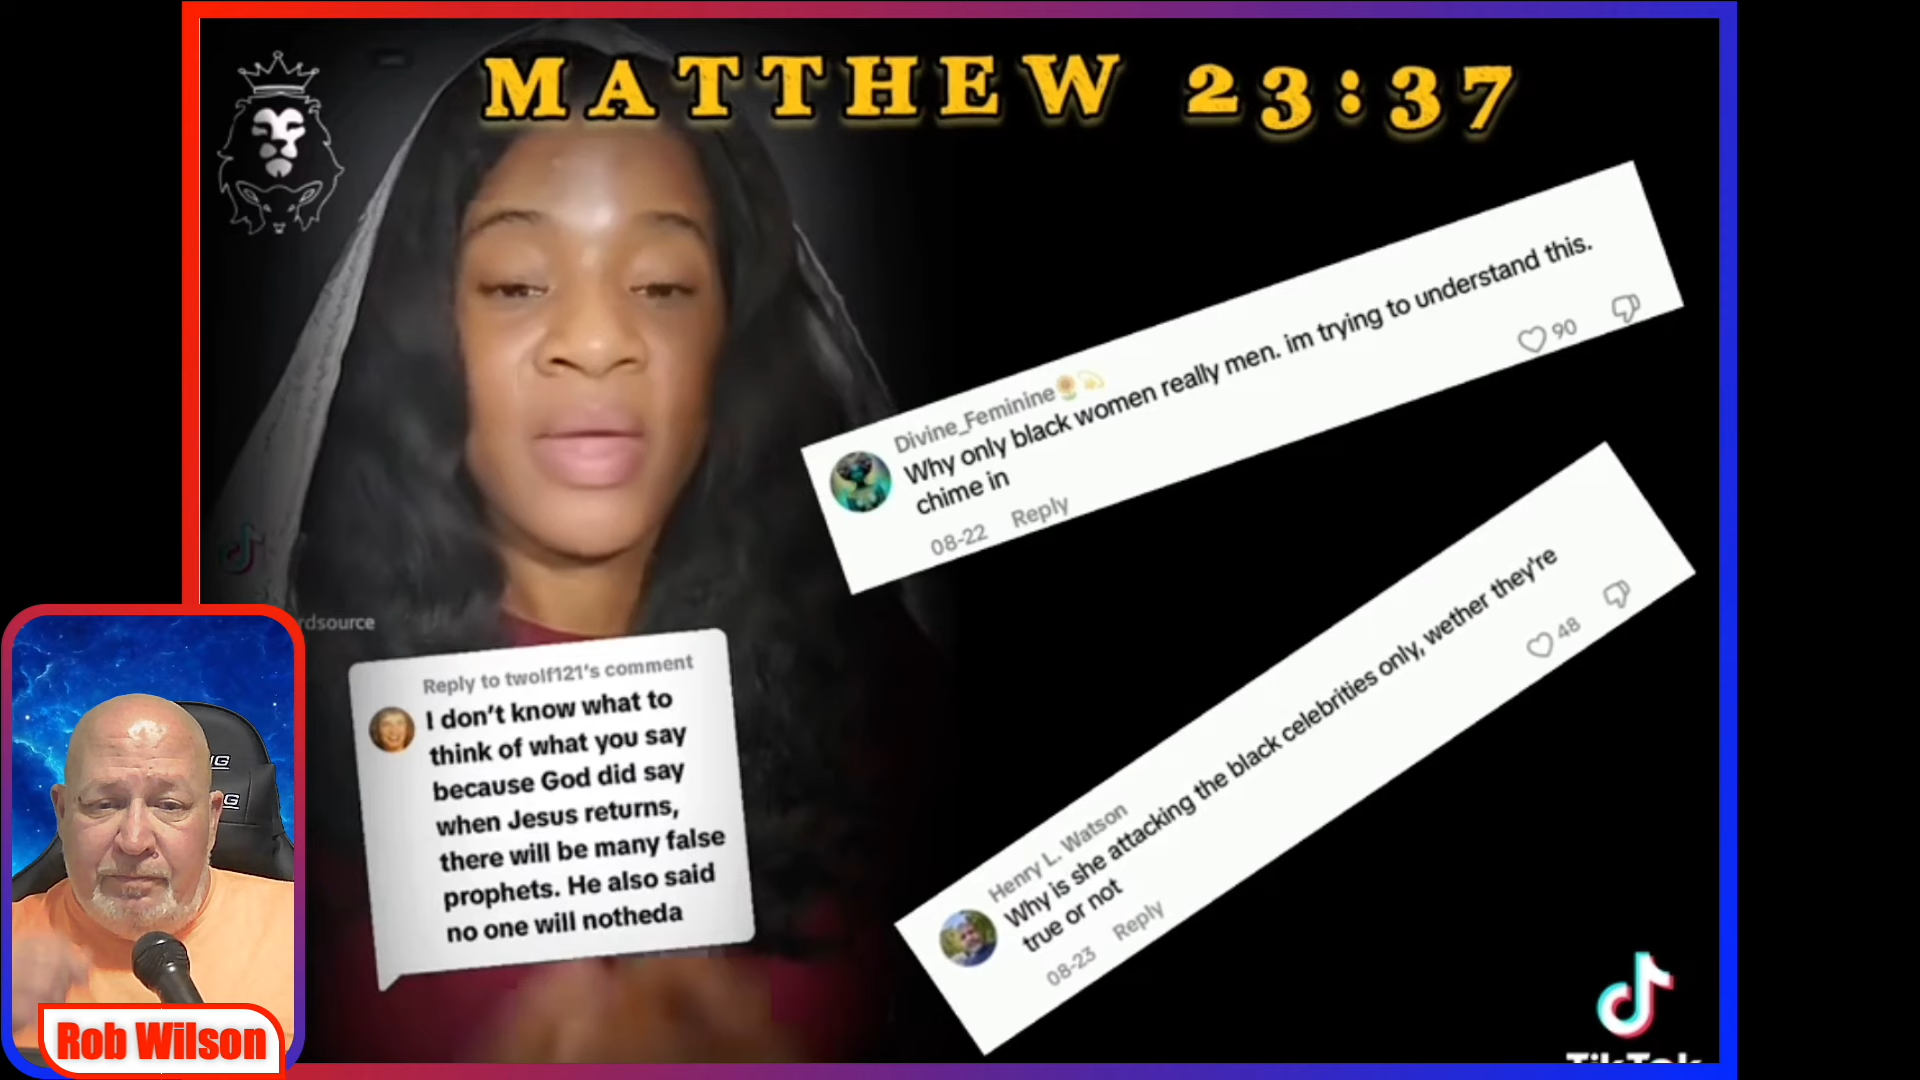 MATTHEW 23:37
Divine_Feminine🌻💫
Why only black women really men. im trying to understand this.
chime in
08-22 Reply
90
rdsource
Reply to twolf121's comment
I don't know what to
think of what you say
because God did say
when Jesus returns,
there will be many false
prophets. He also said
no one will notheda
Henry L. Watson
Why is she attacking the black celebrities only, wether they're
true or not
08-23 Reply
48
NG
G
Rob Wilson
TikTok